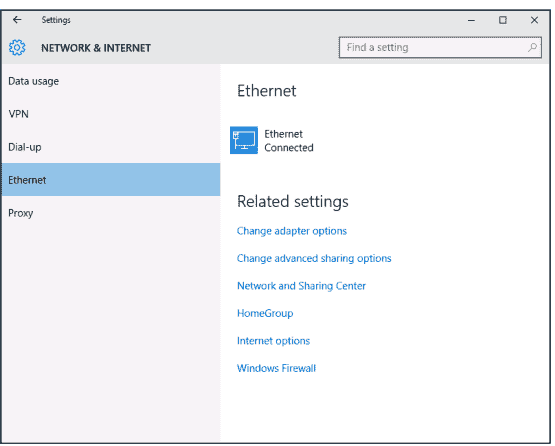 Settings
NETWORK & INTERNET
Find a setting
Data usage
VPN
Dial-up
Ethernet
Proxy
Ethernet
Ethernet
Connected
Related settings
Change adapter options
Change advanced sharing options
Network and Sharing Center
HomeGroup
Internet options
Windows Firewall